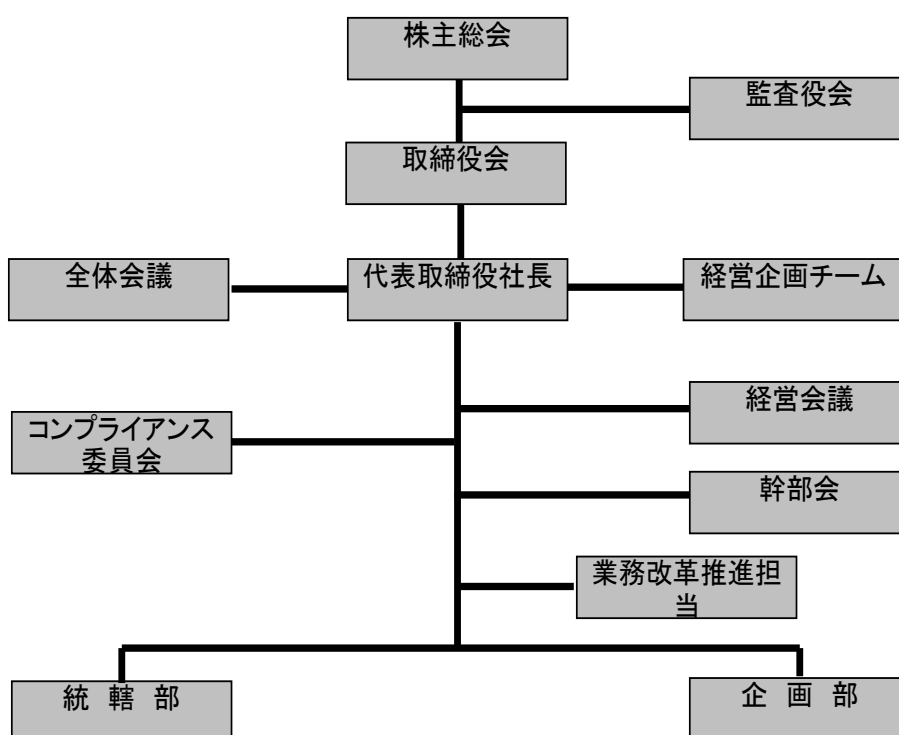 株主総会
監査役会
取締役会
全体会議
代表取締役社長
経営企画チーム
経営会議
コンプライアンス
委員会
幹部会
業務改革推進担
当
統 轄 部
企 画 部